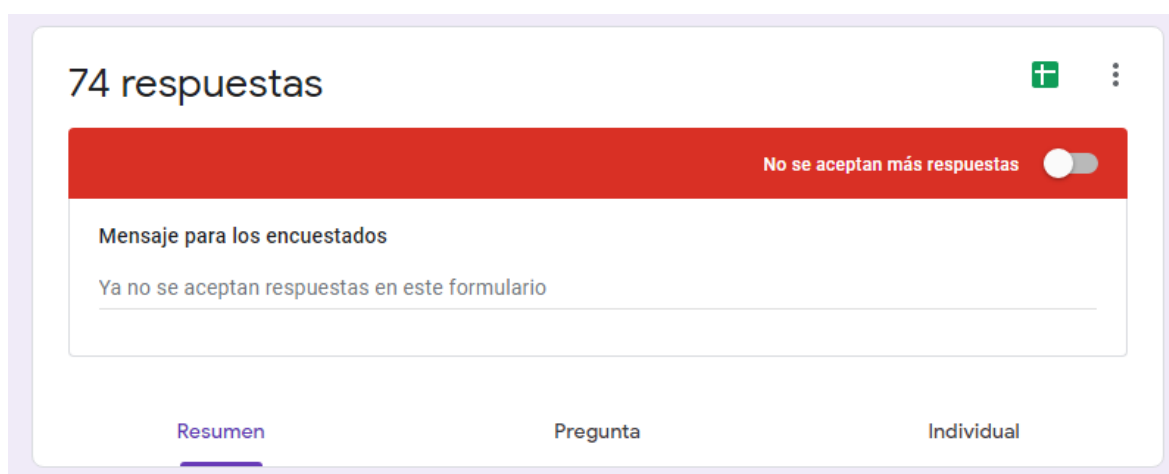 74 respuestas
No se aceptan más respuestas
Mensaje para los encuestados
Ya no se aceptan respuestas en este formulario
Resumen Pregunta Individual